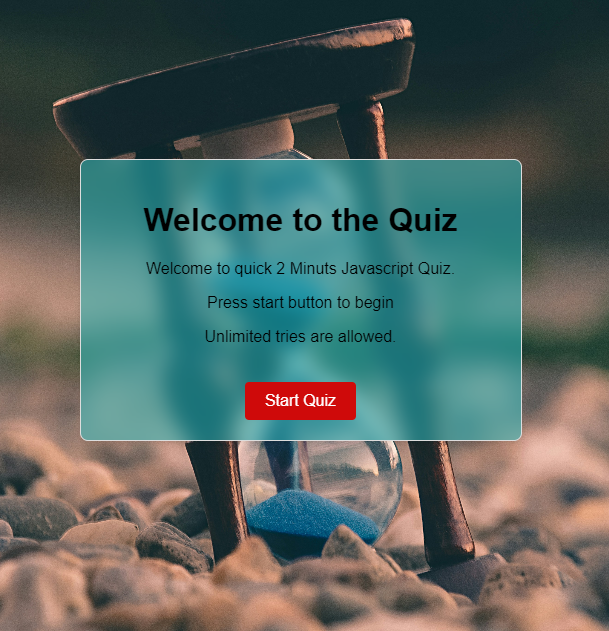 Welcome to the Quiz
Welcome to quick 2 Minuts Javascript Quiz.
Press start button to begin
Unlimited tries are allowed.
Start Quiz